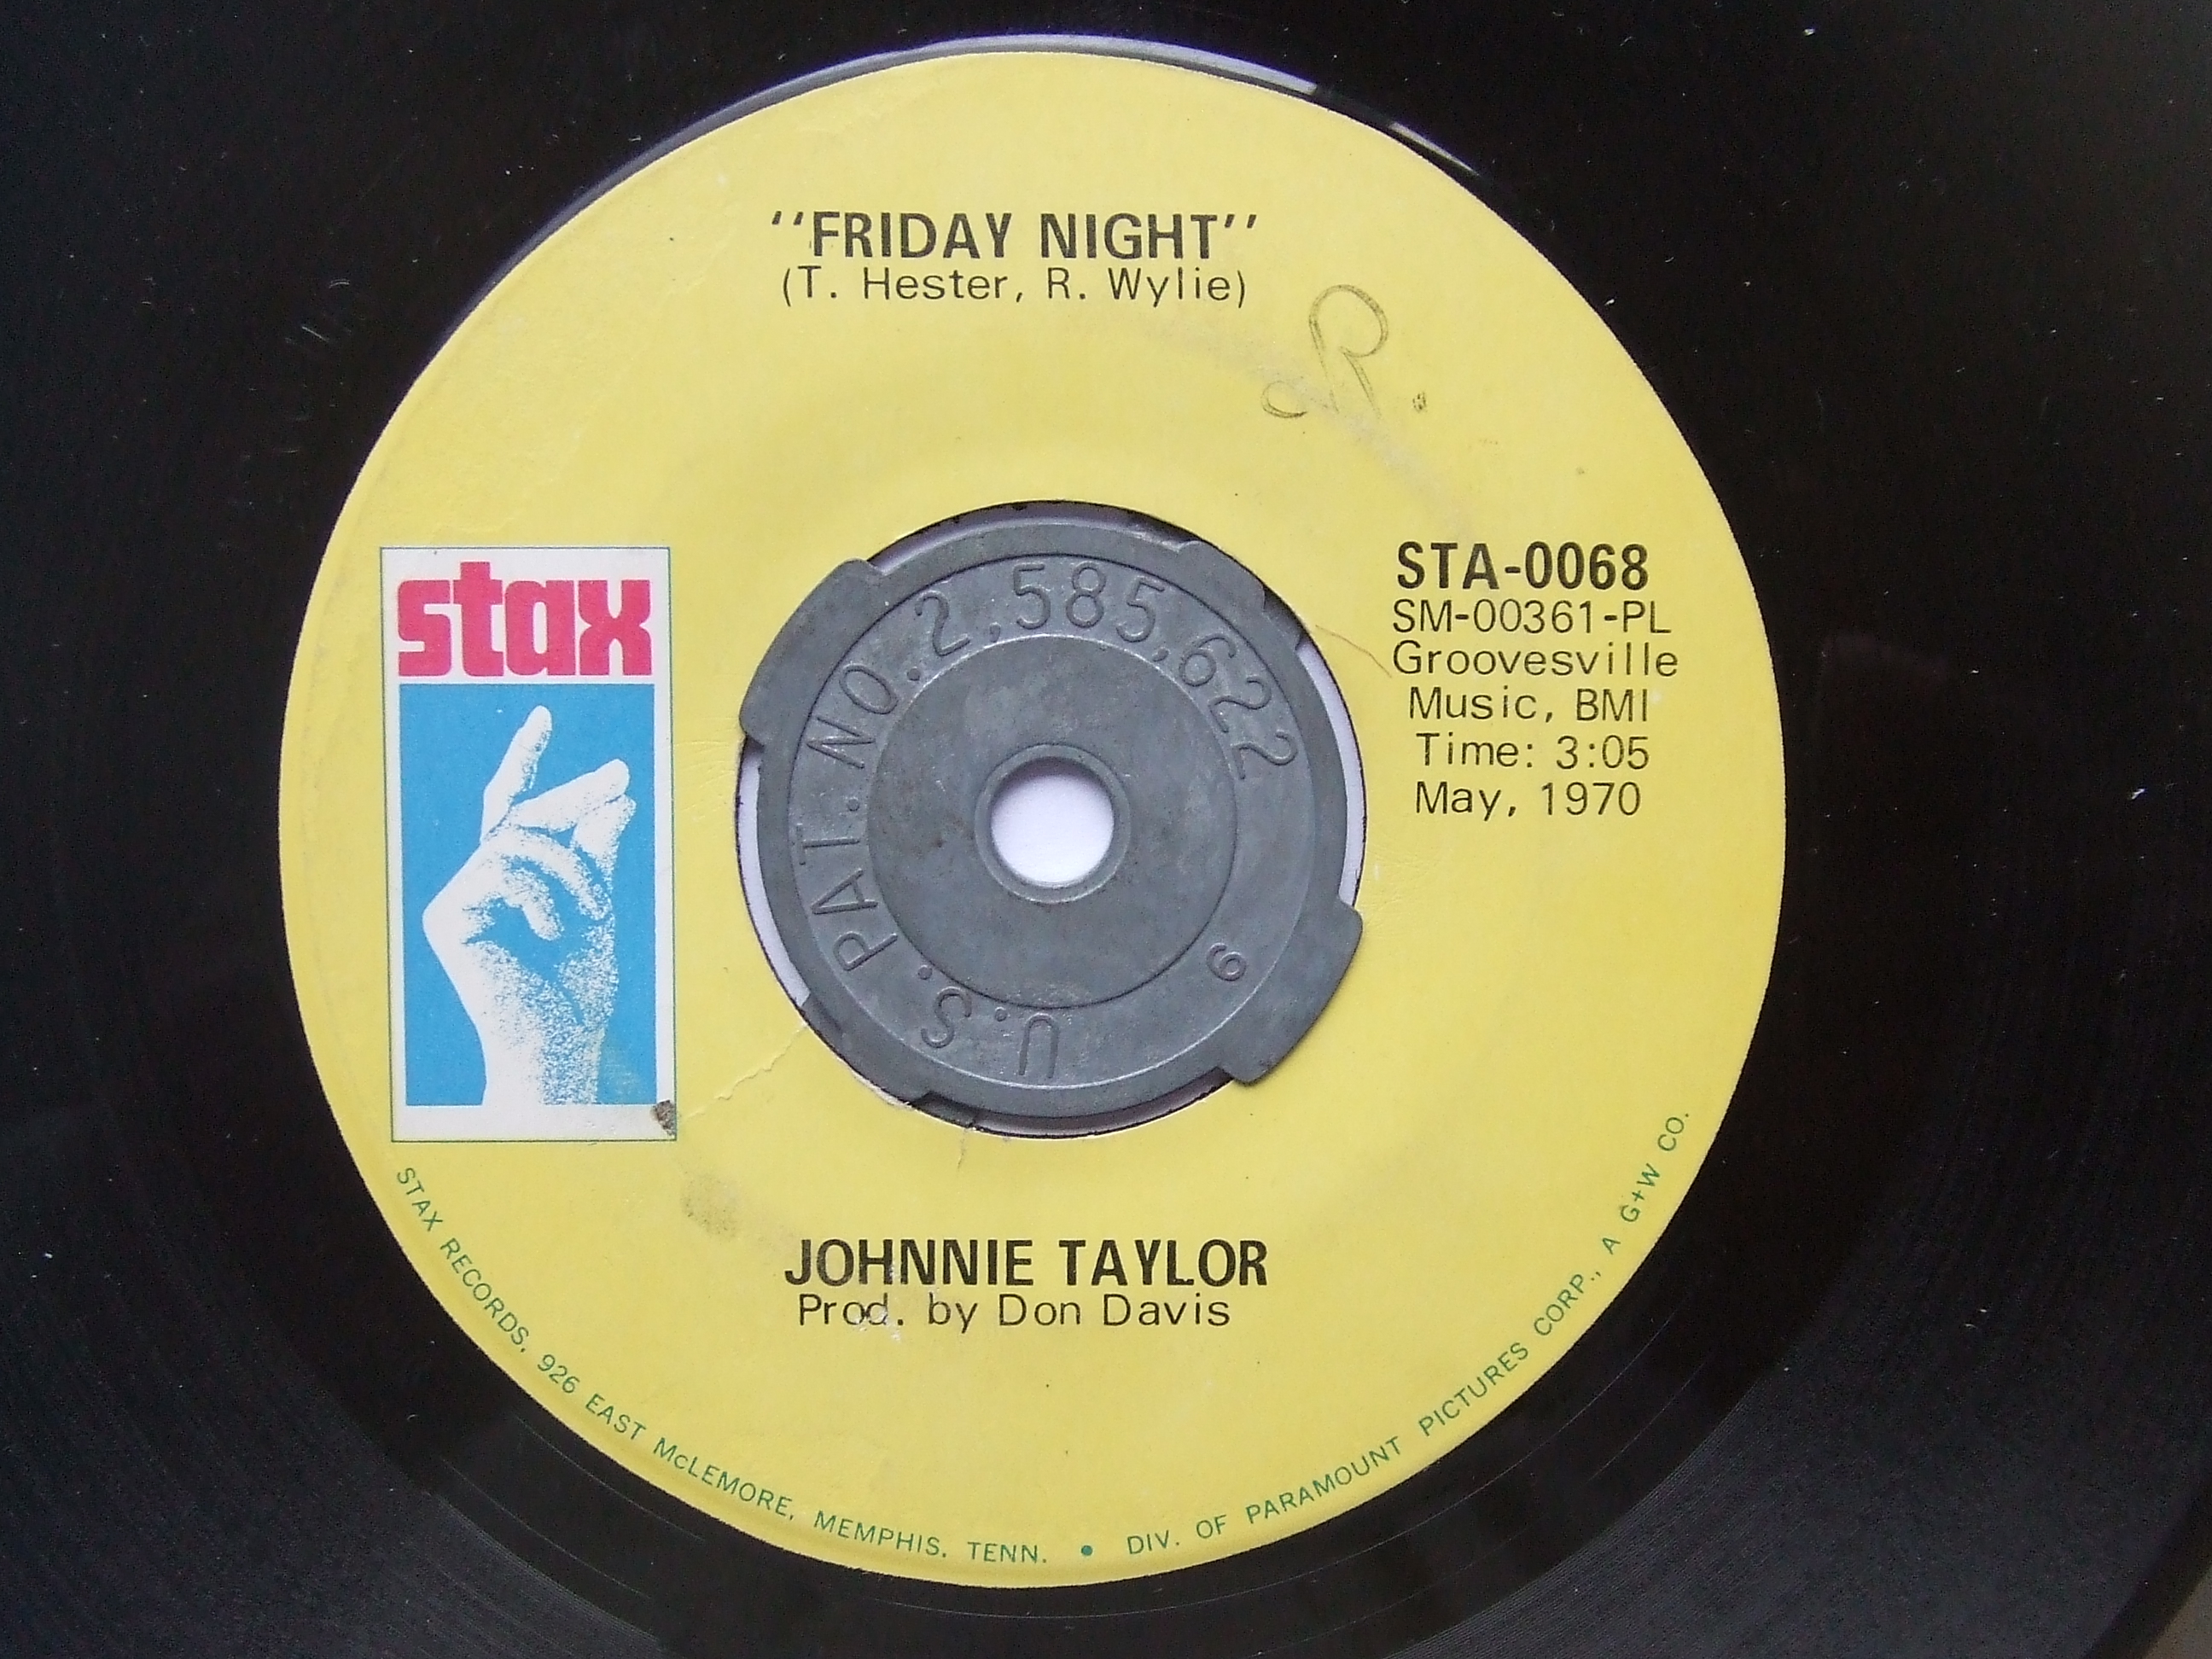 ‘‘FRIDAY NIGHT’’
(T. Hester, R. Wylie)
stax
U.S. PAT. NO. 2,585,622
9
STA-0068
SM-00361-PL
Groovesville
Music, BMI
Time: 3:05
May, 1970
JOHNNIE TAYLOR
Prod. by Don Davis
STAX RECORDS, 926 EAST McLEMORE, MEMPHIS, TENN. • DIV. OF PARAMOUNT PICTURES CORP., A G+W CO.